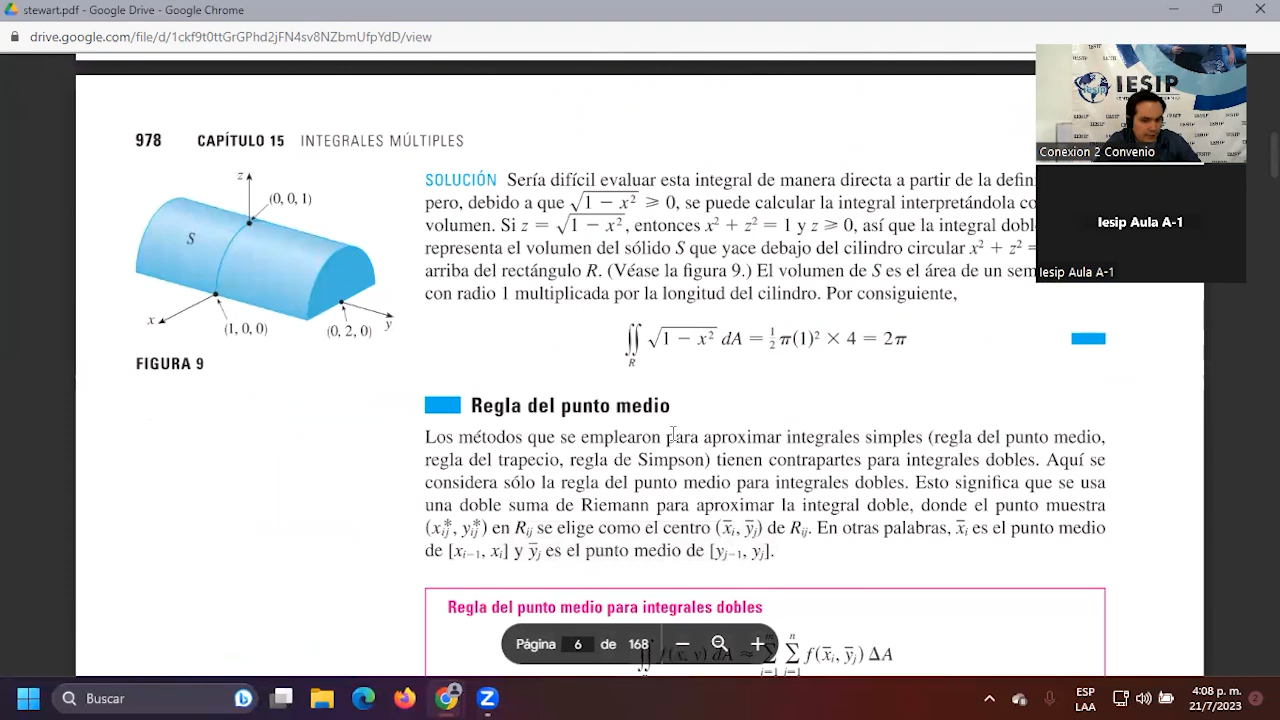 stewart.pdf - Google Drive - Google Chrome
drive.google.com/file/d/1ckf9t0ttGrGPhd2jFN4sv8NZbmUfpYdD/view
978 CAPÍTULO 15 INTEGRALES MÚLTIPLES
z
(0, 0, 1)
S
x
(1, 0, 0)
(0, 2, 0)
y
FIGURA 9
SOLUCIÓN Sería difícil evaluar esta integral de manera directa a partir de la defin
pero, debido a que √1 − x² ⩾ 0, se puede calcular la integral interpretándola co
volumen. Si z = √1 − x², entonces x² + z² = 1 y z ⩾ 0, así que la integral dobl
representa el volumen del sólido S que yace debajo del cilindro circular x² + z² =
arriba del rectángulo R. (Véase la figura 9.) El volumen de S es el área de un sem
con radio 1 multiplicada por la longitud del cilindro. Por consiguiente,
∬_R √1 − x² dA = ½π(1)² × 4 = 2π
Regla del punto medio
Los métodos que se emplearon para aproximar integrales simples (regla del punto medio,
regla del trapecio, regla de Simpson) tienen contrapartes para integrales dobles. Aquí se
considera sólo la regla del punto medio para integrales dobles. Esto significa que se usa
una doble suma de Riemann para aproximar la integral doble, donde el punto muestra
(x*ij, y*ij) en Rij se elige como el centro (x̄i, ȳj) de Rij. En otras palabras, x̄i es el punto medio
de [xi−1, xi] y ȳj es el punto medio de [yj−1, yj].
Regla del punto medio para integrales dobles
∬ f(x, y) dA ≈ Σ Σ f(x̄i, ȳj) ΔA
Página 6 de 168
IESIP
Conexion 2 Convenio
Iesip Aula A-1
Iesip Aula A-1
Buscar
ESP
LAA
4:08 p. m.
21/7/2023